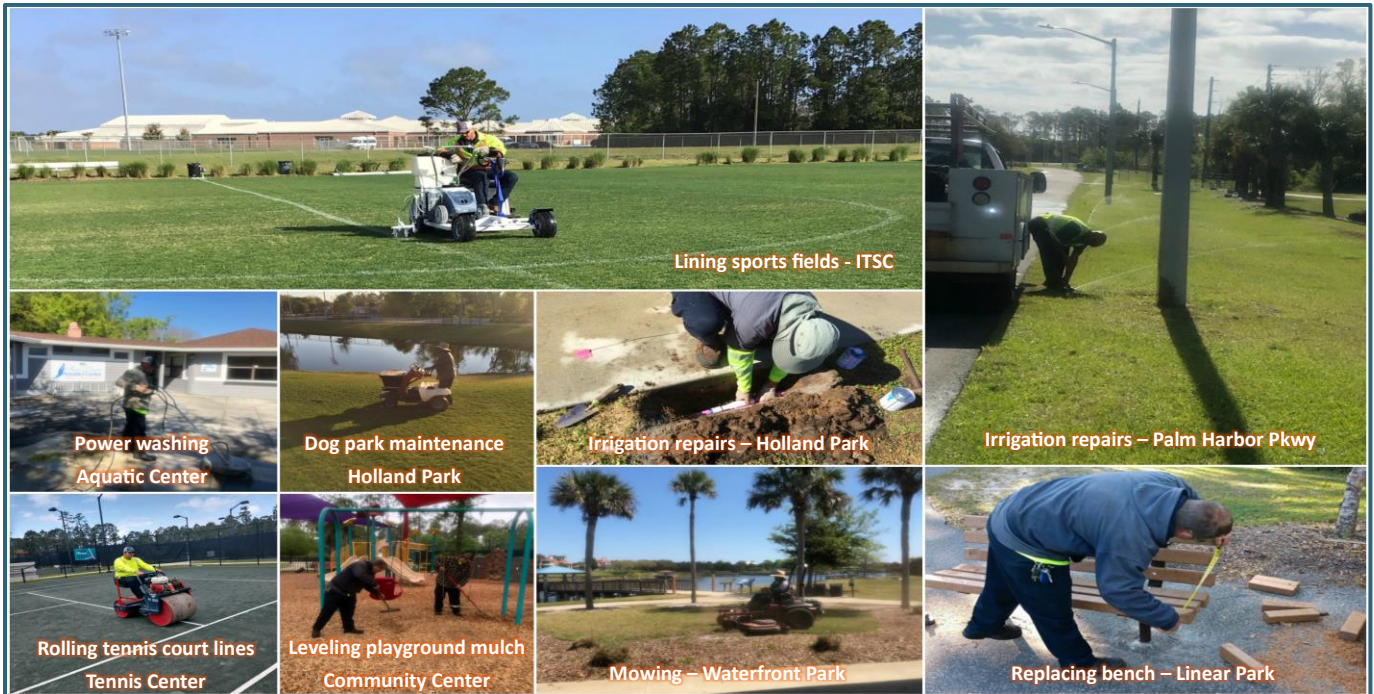 Lining sports fields - ITSC
Irrigation repairs – Palm Harbor Pkwy
Power washing
Aquatic Center
Dog park maintenance
Holland Park
Irrigation repairs – Holland Park
Rolling tennis court lines
Tennis Center
Leveling playground mulch
Community Center
Mowing – Waterfront Park
Replacing bench – Linear Park